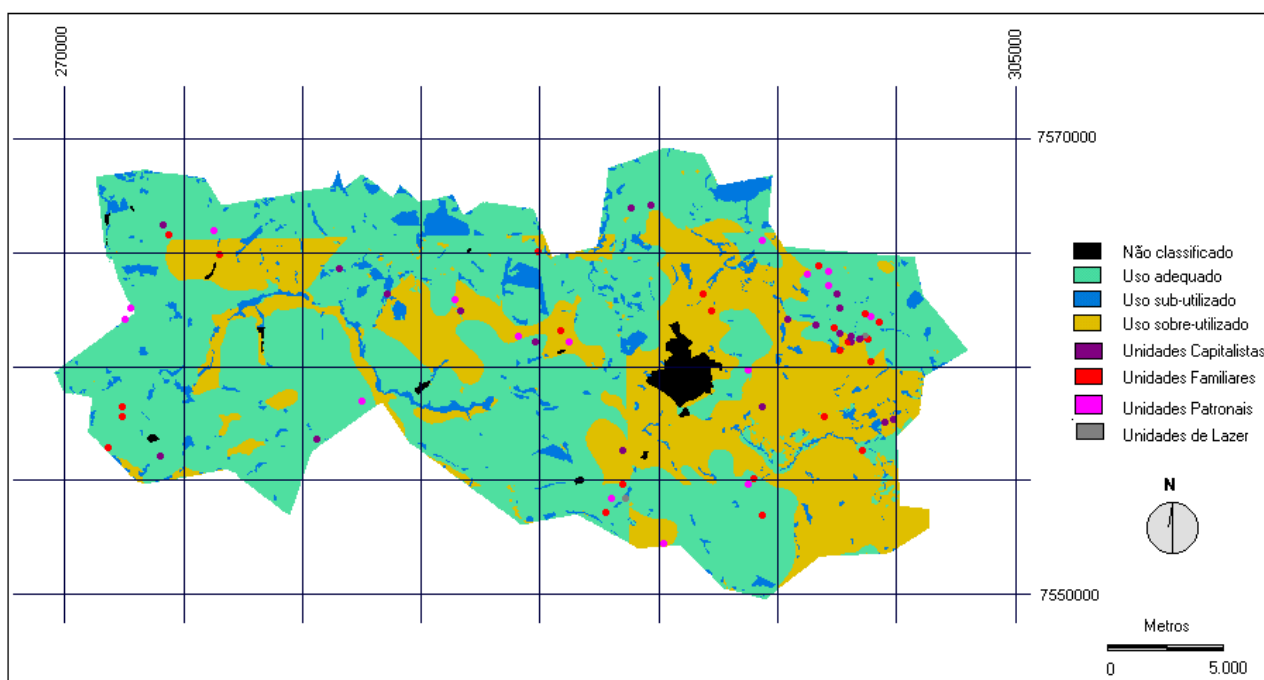 270000
305000
7570000
Não classificado
Uso adequado
Uso sub-utilizado
Uso sobre-utilizado
Unidades Capitalistas
Unidades Familiares
Unidades Patronais
Unidades de Lazer
N
7550000
Metros
0 5.000